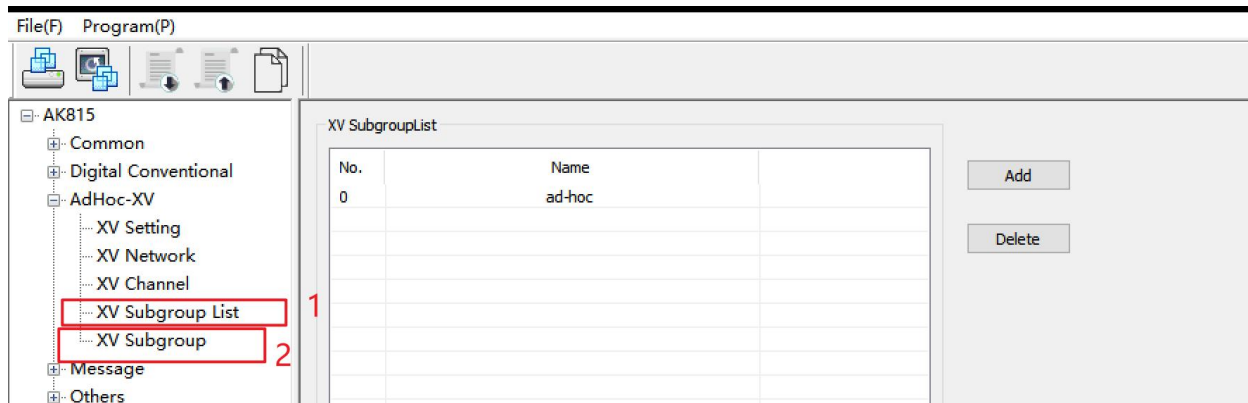 File(F) Program(P)
AK815
Common
Digital Conventional
AdHoc-XV
XV Setting
XV Network
XV Channel
XV Subgroup List
1
XV Subgroup
2
Message
Others
XV SubgroupList
No. Name
0 ad-hoc
Add
Delete